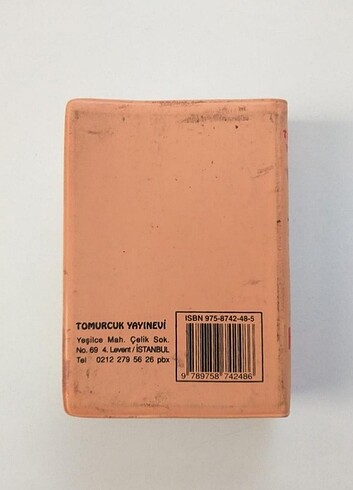 TOMURCUK YAYINEVİ
Yeşilce Mah. Çelik Sok.
No. 69 4. Levent / İSTANBUL
Tel 0212 279 56 26 pbx
ISBN 975-8742-48-5
9 789758 742486